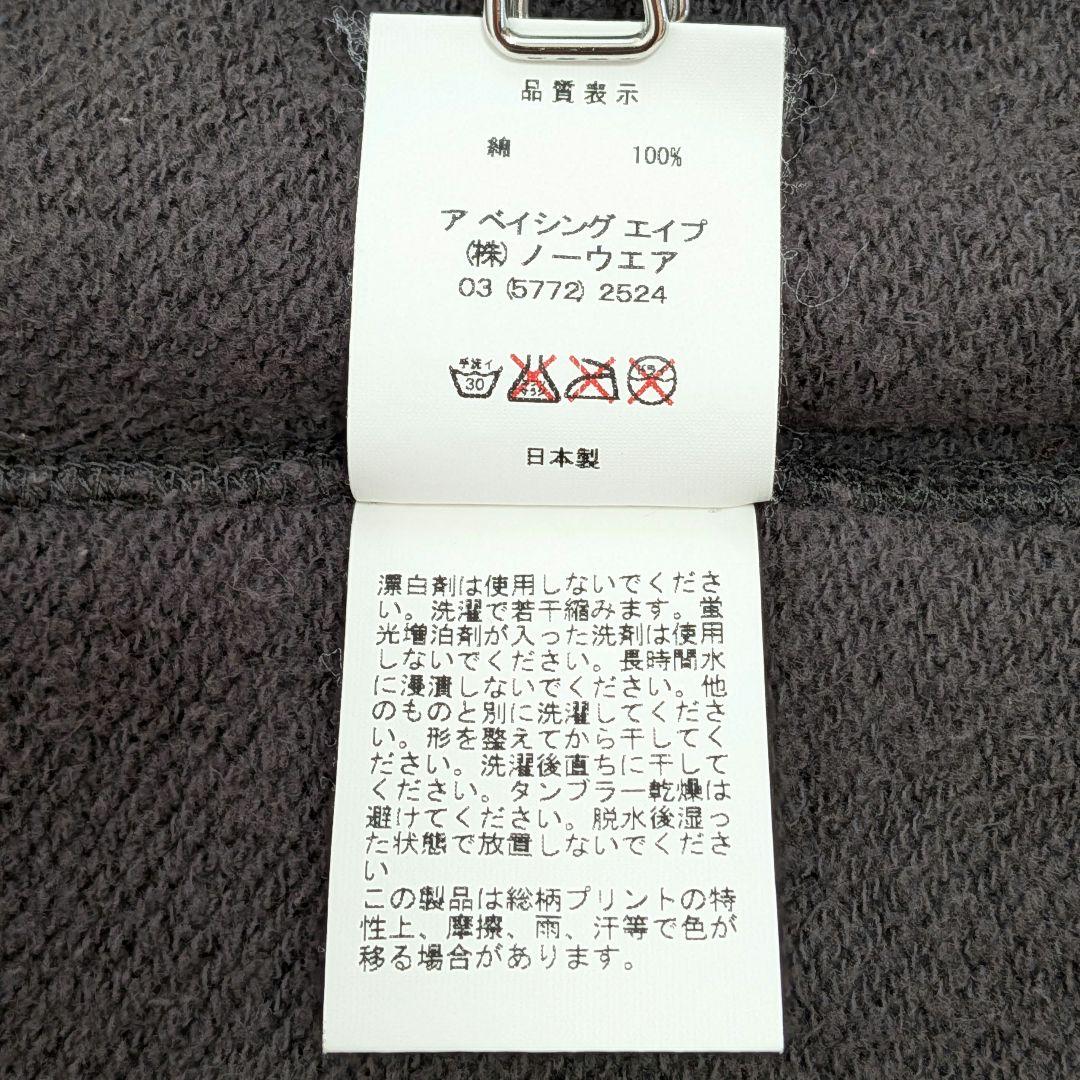 品質表示
綿 100%
ア ベイシング エイプ
(株) ノーウエア
03 (5772) 2524
手洗イ
30
日本製
漂白剤は使用しないでくださ
い。洗濯で若干縮みます。蛍
光増泊剤が入った洗剤は使用
しないでください。長時間水
に浸漬しないでください。他
のものと別に洗濯してくださ
い。形を整えてから干してく
ださい。洗濯後直ちに干して
ください。タンブラー乾燥は
避けてください。脱水後湿っ
た状態で放置しないでくださ
い
この製品は総柄プリントの特
性上、摩擦、雨、汗等で色が
移る場合があります。